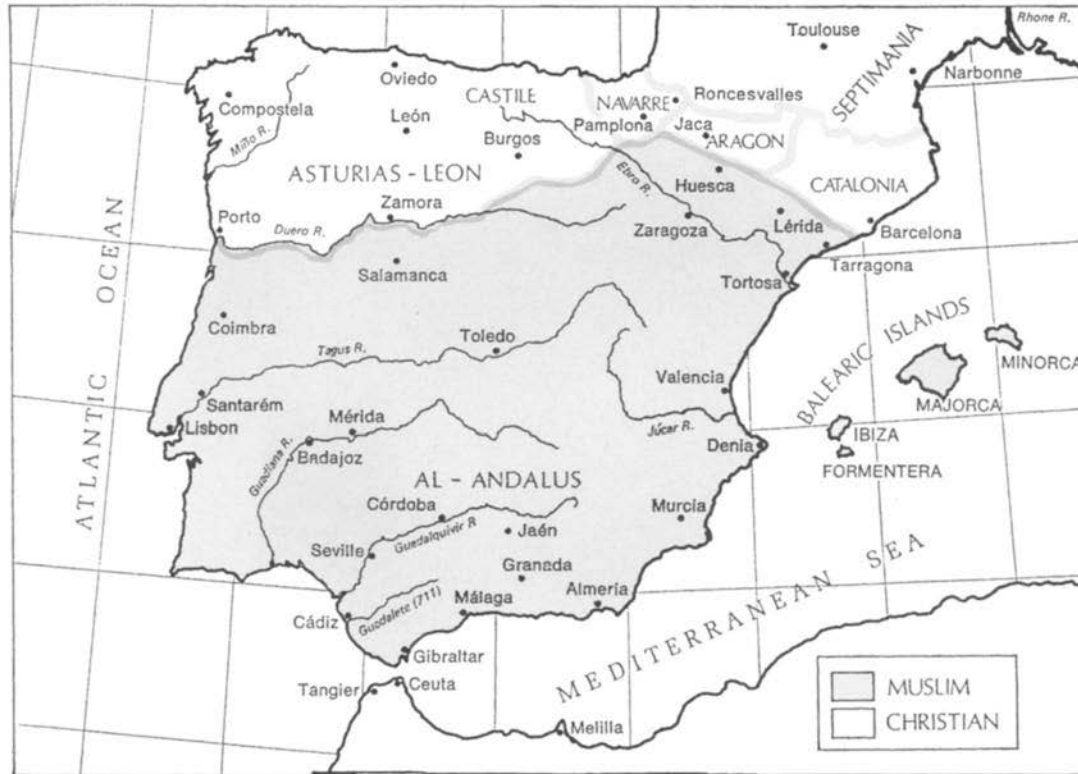 Rhone R.
Toulouse
Oviedo
Narbonne
SEPTIMANIA
Compostela
CASTILE
NAVARRE
Roncesvalles
León
Pamplona
Jaca
Miño R.
Burgos
ARAGON
ASTURIAS - LEON
Ebro R.
Huesca
CATALONIA
Porto
Duero R.
Zamora
Zaragoza
Lérida
Barcelona
Salamanca
Tarragona
Tortosa
ATLANTIC OCEAN
Coimbra
Toledo
Tagus R.
BALEARIC ISLANDS
MINORCA
Valencia
MAJORCA
Santarém
Lisbon
Mérida
Júcar R.
Denia
IBIZA
Badajoz
Guadiana R.
FORMENTERA
AL - ANDALUS
Córdoba
Murcia
Guadalquivir R
Jaén
Seville
Granada
Almería
Málaga
Cádiz
Guadalete (711)
MEDITERRANEAN SEA
Gibraltar
Tangier
Ceuta
Melilla
MUSLIM
CHRISTIAN